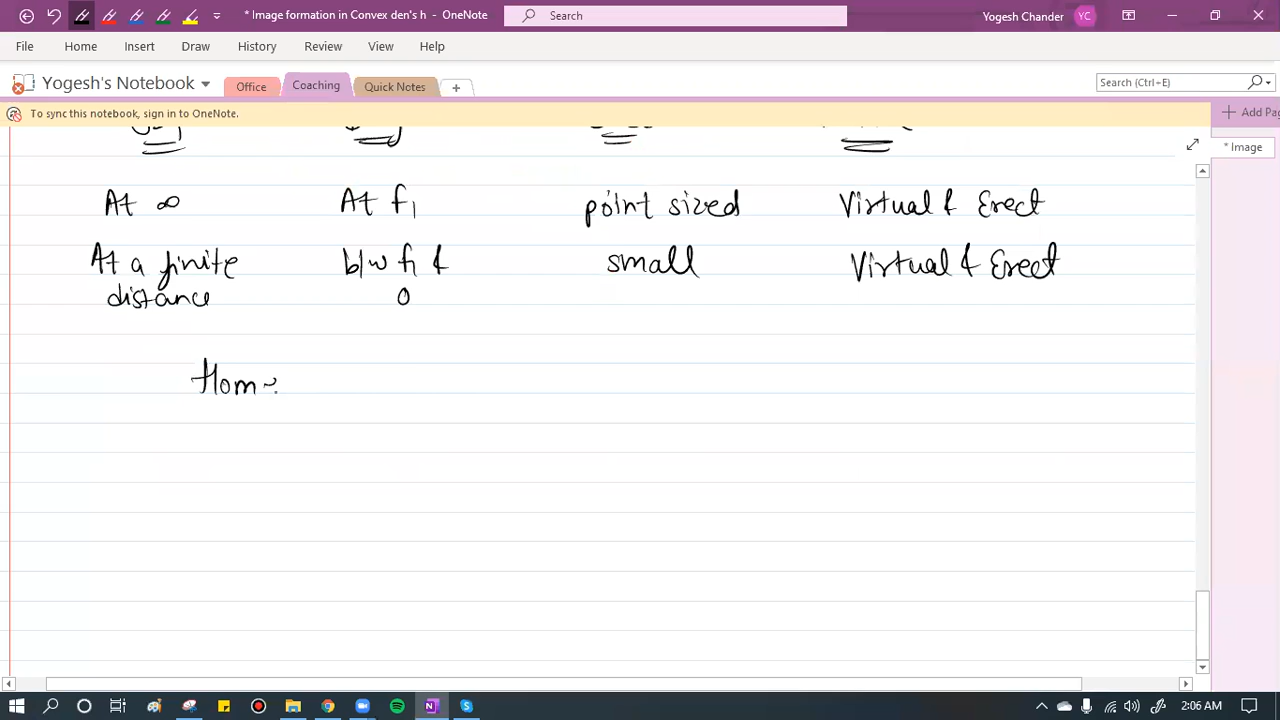 * Image formation in Convex den's h - OneNote
Search
Yogesh Chander
YC
File Home Insert Draw History Review View Help
Yogesh's Notebook
Office
Coaching
Quick Notes
Search (Ctrl+E)
To sync this notebook, sign in to OneNote.
Add Pag
* Image
At ∞ At f1 point sized Virtual & Erect
At a finite b/w f1 & small Virtual & Erect
distance O
Hom
2:06 AM